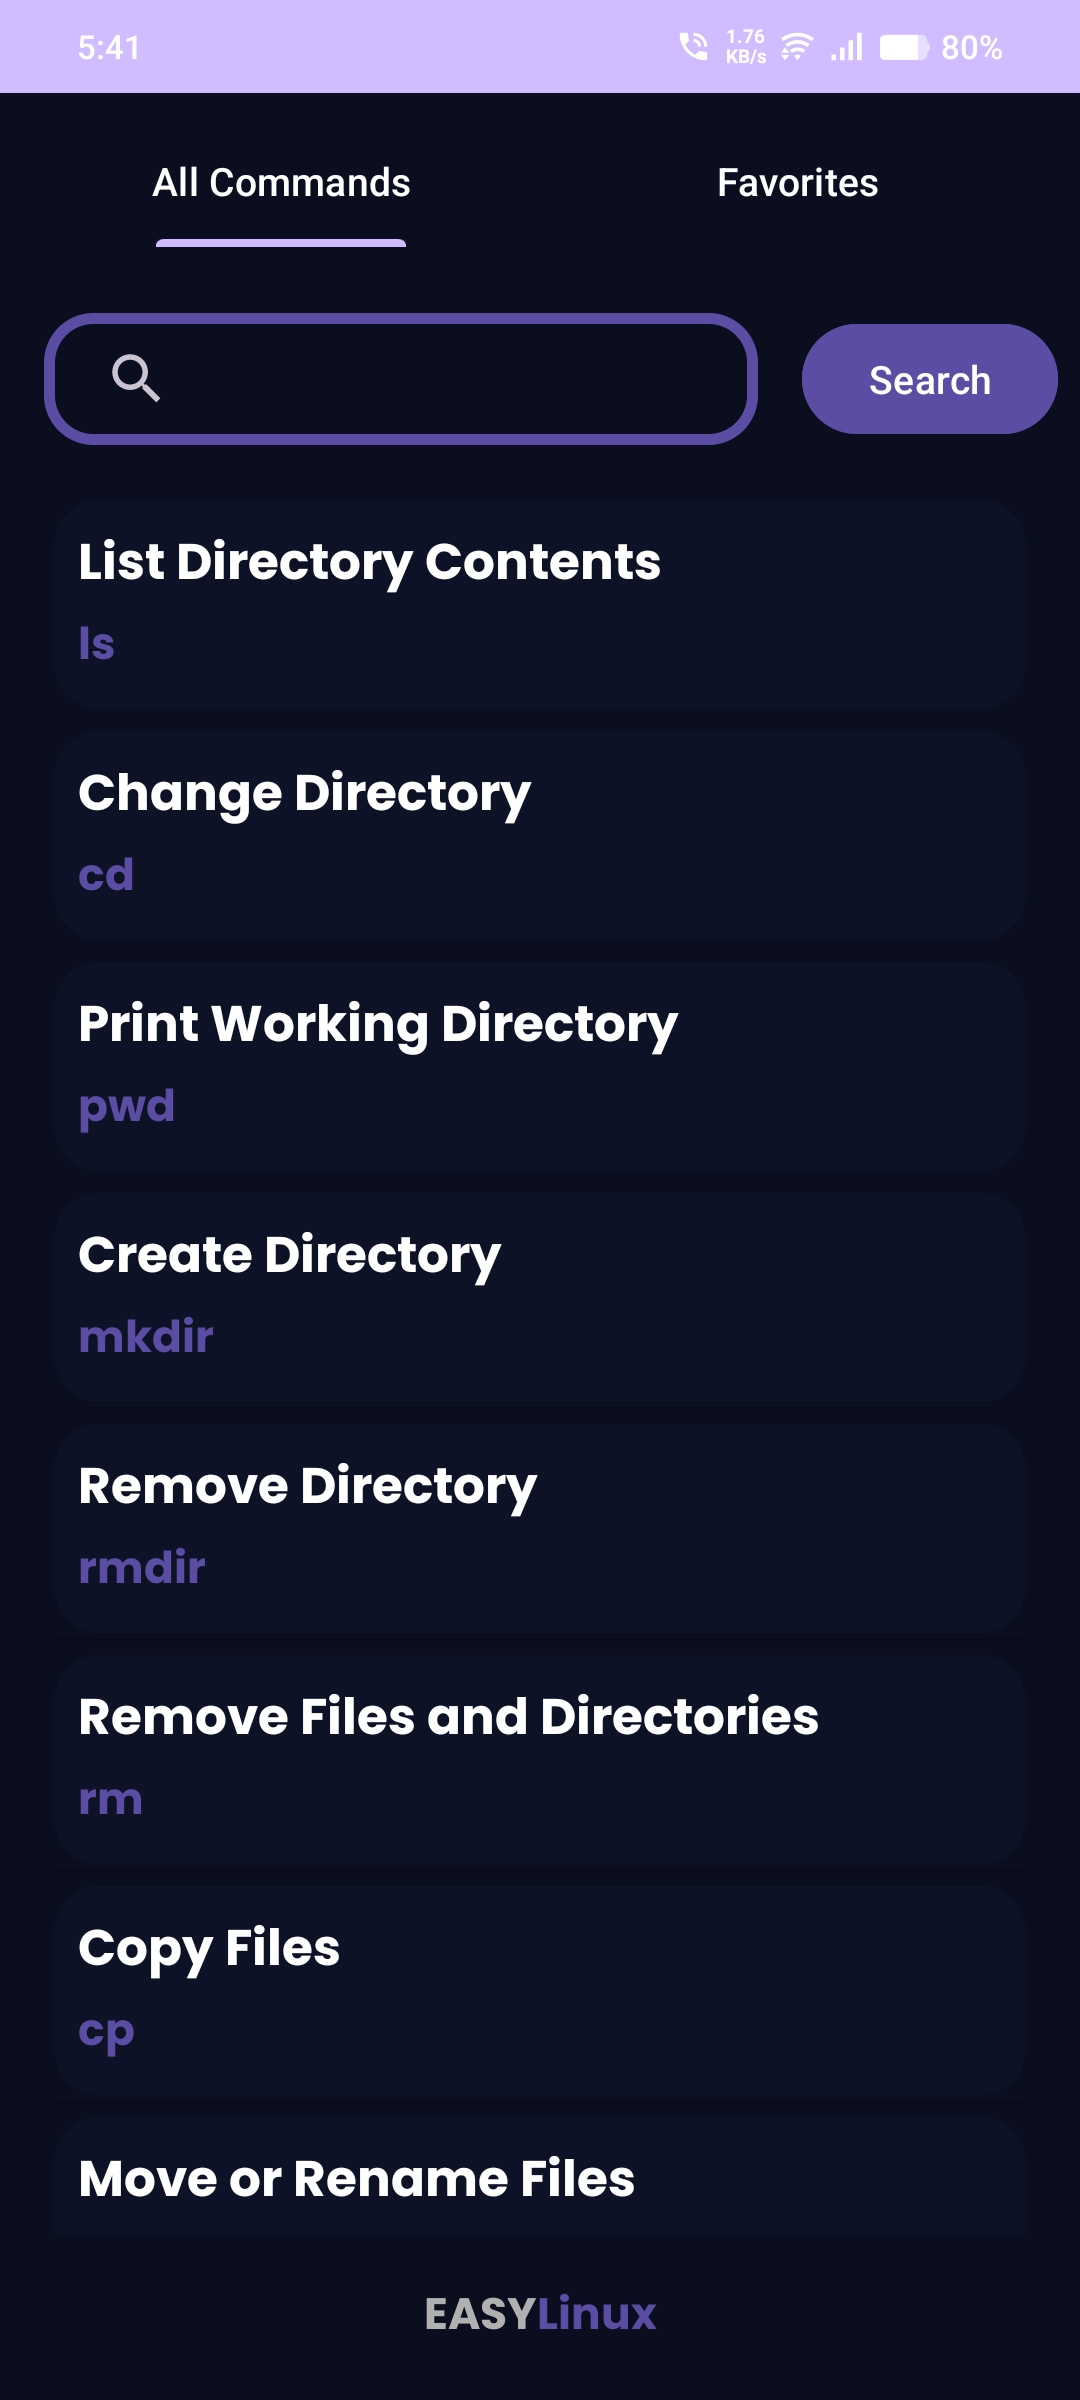 5:41
1.76
KB/s
80%
All Commands
Favorites
Search
List Directory Contents
ls
Change Directory
cd
Print Working Directory
pwd
Create Directory
mkdir
Remove Directory
rmdir
Remove Files and Directories
rm
Copy Files
cp
Move or Rename Files
EASYLinux